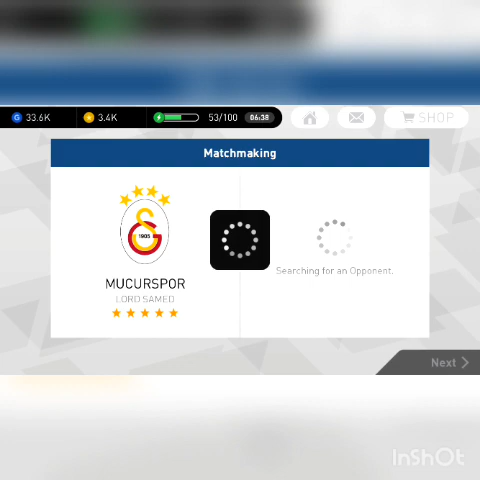 G 33.6K 3.4K 53/100 06:38 SHOP
Matchmaking
1905
MUCURSPOR
LORD SAMED
Searching for an Opponent.
Next
InShOt